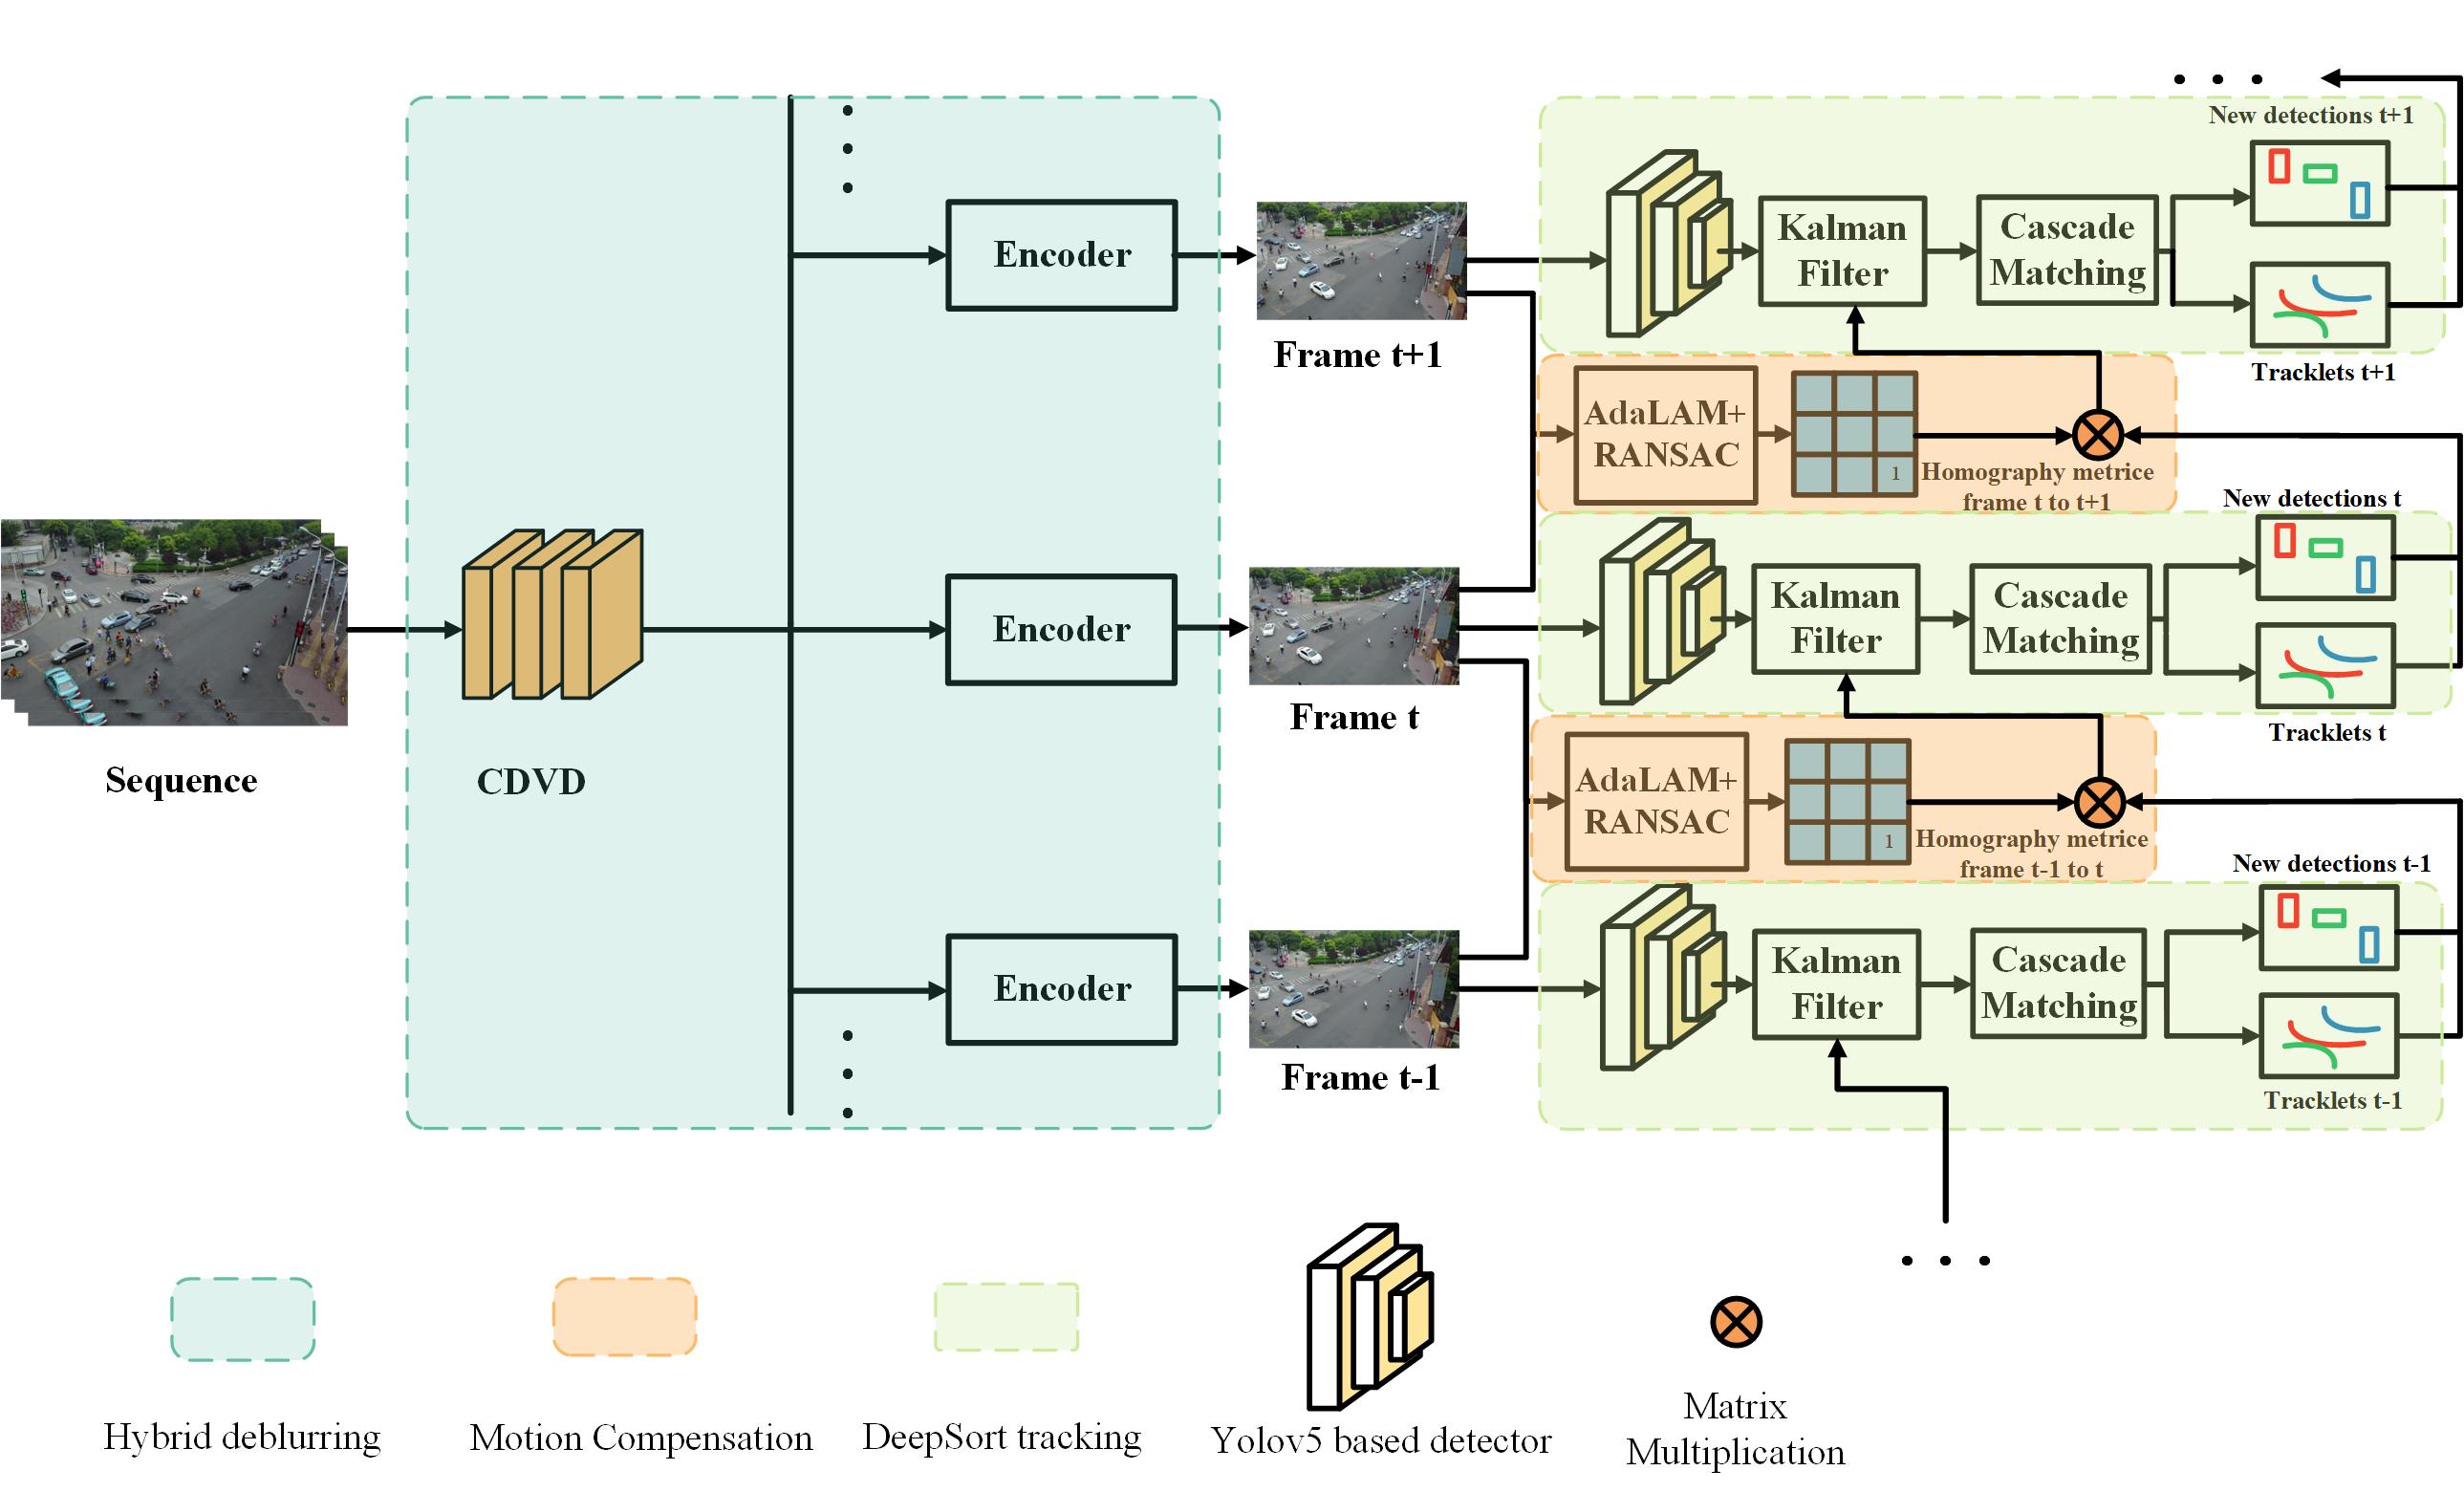 New detections t+1
Encoder
Kalman
Filter
Cascade
Matching
Frame t+1
Tracklets t+1
AdaLAM+
RANSAC
1
Homography metrice
frame t to t+1
New detections t
Sequence
CDVD
Encoder
Kalman
Filter
Cascade
Matching
Frame t
Tracklets t
AdaLAM+
RANSAC
1
Homography metrice
frame t-1 to t
New detections t-1
Encoder
Kalman
Filter
Cascade
Matching
Frame t-1
Tracklets t-1
Hybrid deblurring
Motion Compensation
DeepSort tracking
Yolov5 based detector
Matrix
Multiplication